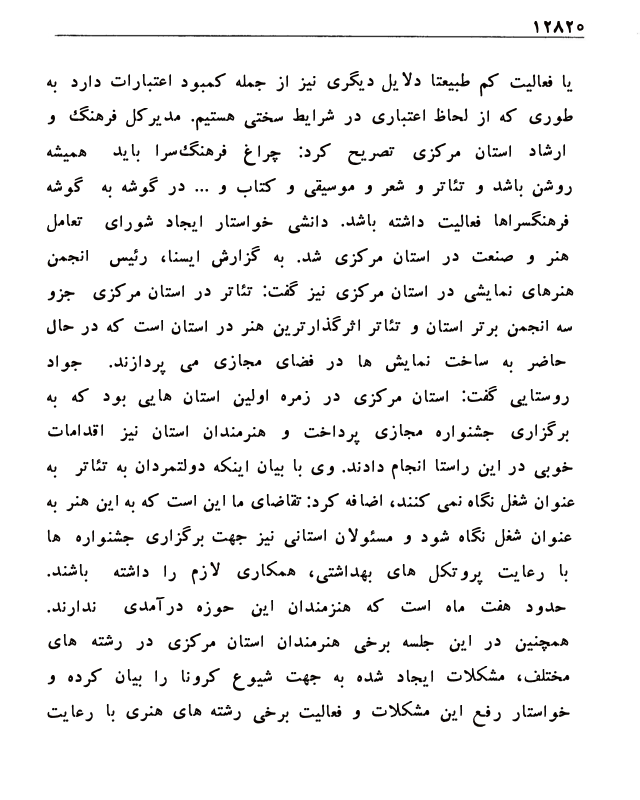 ۱۲۸۲۰
یا فعالیت کم طبیعتا دلایل دیگری نیز از جمله کمبود اعتبارات دارد به
طوری که از لحاظ اعتباری در شرایط سختی هستیم. مدیرکل فرهنگ و
ارشاد استان مرکزی تصریح کرد: چراغ فرهنگ‌سرا باید همیشه
روشن باشد و تئاتر و شعر و موسیقی و کتاب و ... در گوشه به گوشه
فرهنگسراها فعالیت داشته باشد. دانشی خواستار ایجاد شورای تعامل
هنر و صنعت در استان مرکزی شد. به گزارش ایسنا، رئیس انجمن
هنرهای نمایشی در استان مرکزی نیز گفت: تئاتر در استان مرکزی جزو
سه انجمن برتر استان و تئاتر اثرگذارترین هنر در استان است که در حال
حاضر به ساخت نمایش ها در فضای مجازی می پردازند. جواد
روستایی گفت: استان مرکزی در زمره اولین استان هایی بود که به
برگزاری جشنواره مجازی پرداخت و هنرمندان استان نیز اقدامات
خوبی در این راستا انجام دادند. وی با بیان اینکه دولتمردان به تئاتر به
عنوان شغل نگاه نمی کنند، اضافه کرد: تقاضای ما این است که به این هنر به
عنوان شغل نگاه شود و مسئولان استانی نیز جهت برگزاری جشنواره ها
با رعایت پروتکل های بهداشتی، همکاری لازم را داشته باشند.
حدود هفت ماه است که هنزمندان این حوزه درآمدی ندارند.
همچنین در این جلسه برخی هنرمندان استان مرکزی در رشته های
مختلف، مشکلات ایجاد شده به جهت شیوع کرونا را بیان کرده و
خواستار رفع این مشکلات و فعالیت برخی رشته های هنری با رعایت